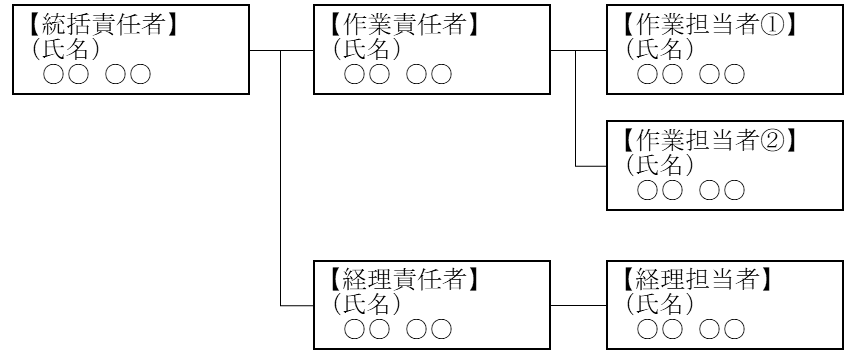 【統括責任者】
（氏名）
○○ ○○
【作業責任者】
（氏名）
○○ ○○
【作業担当者①】
（氏名）
○○ ○○
【作業担当者②】
（氏名）
○○ ○○
【経理責任者】
（氏名）
○○ ○○
【経理担当者】
（氏名）
○○ ○○